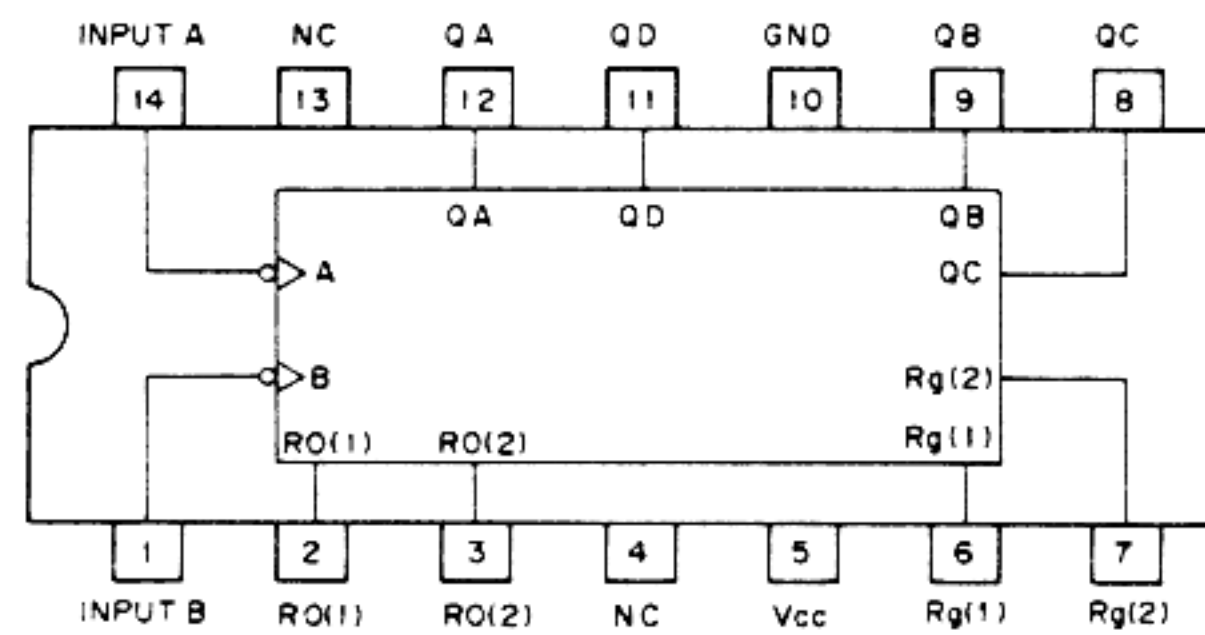 INPUT A NC QA QD GND QB QC
14 13 12 11 10 9 8
QA QD QB
A QC
B Rg(2)
RO(1) RO(2) Rg(1)
1 2 3 4 5 6 7
INPUT B RO(1) RO(2) NC Vcc Rg(1) Rg(2)